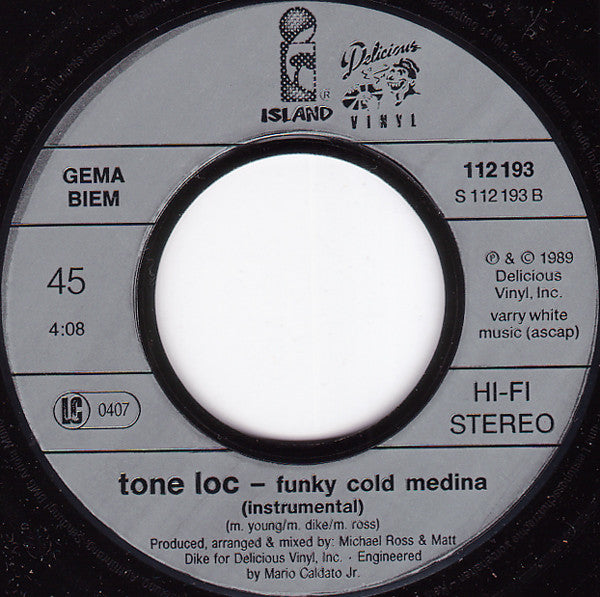 Delicious
VINYL
® ISLAND
GEMA
BIEM
112 193
S 112 193 B
45
4:08
℗ & © 1989
Delicious
Vinyl, Inc.
varry white
music (ascap)
LC 0407
HI-FI
STEREO
tone loc – funky cold medina
(instrumental)
(m. young/m. dike/m. ross)
Produced, arranged & mixed by: Michael Ross & Matt
Dike for Delicious Vinyl, Inc. · Engineered
by Mario Caldato Jr.